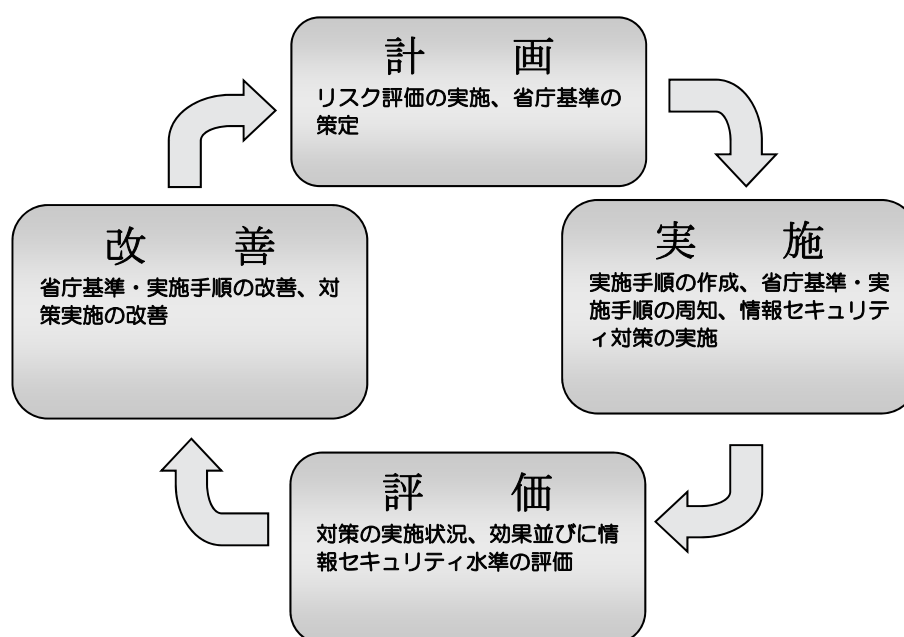 計　画
リスク評価の実施、省庁基準の
策定
改　善
省庁基準・実施手順の改善、対
策実施の改善
実　施
実施手順の作成、省庁基準・実
施手順の周知、情報セキュリテ
ィ対策の実施
評　価
対策の実施状況、効果並びに情
報セキュリティ水準の評価